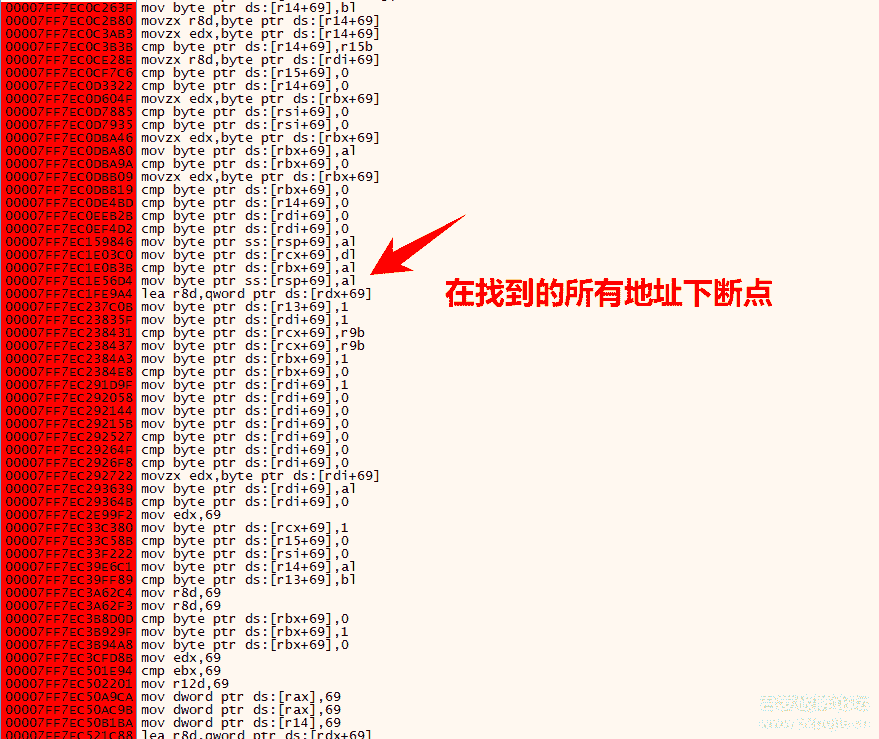 00007FF7EC0C263F mov byte ptr ds:[r14+69],bl
00007FF7EC0C2B80 movzx r8d,byte ptr ds:[r14+69]
00007FF7EC0C3AB3 movzx edx,byte ptr ds:[r14+69]
00007FF7EC0C3B3B cmp byte ptr ds:[r14+69],r15b
00007FF7EC0CE28E movzx r8d,byte ptr ds:[rdi+69]
00007FF7EC0CF7C6 cmp byte ptr ds:[r15+69],0
00007FF7EC0D3322 cmp byte ptr ds:[r14+69],0
00007FF7EC0D604F movzx edx,byte ptr ds:[rbx+69]
00007FF7EC0D7885 cmp byte ptr ds:[rsi+69],0
00007FF7EC0D7935 cmp byte ptr ds:[rsi+69],0
00007FF7EC0DBA46 movzx edx,byte ptr ds:[rbx+69]
00007FF7EC0DBA80 mov byte ptr ds:[rbx+69],al
00007FF7EC0DBA9A cmp byte ptr ds:[rbx+69],0
00007FF7EC0DBB09 movzx edx,byte ptr ds:[rbx+69]
00007FF7EC0DBB19 cmp byte ptr ds:[rbx+69],0
00007FF7EC0DE4BD cmp byte ptr ds:[r14+69],0
00007FF7EC0EEB2B cmp byte ptr ds:[rdi+69],0
00007FF7EC0EF4D2 cmp byte ptr ds:[rdi+69],0
00007FF7EC159846 mov byte ptr ss:[rsp+69],al
00007FF7EC1E03C0 mov byte ptr ds:[rcx+69],dl
00007FF7EC1E0B3B cmp byte ptr ds:[rbx+69],al
00007FF7EC1E56D4 mov byte ptr ss:[rsp+69],al
00007FF7EC1FE9A4 lea r8d,qword ptr ds:[rdx+69]
00007FF7EC237C0B mov byte ptr ds:[r13+69],1
00007FF7EC23835F mov byte ptr ds:[rdi+69],1
00007FF7EC238431 cmp byte ptr ds:[rcx+69],r9b
00007FF7EC238437 mov byte ptr ds:[rcx+69],r9b
00007FF7EC2384A3 mov byte ptr ds:[rbx+69],1
00007FF7EC2384E8 cmp byte ptr ds:[rbx+69],0
00007FF7EC291D9F mov byte ptr ds:[rdi+69],1
00007FF7EC292058 mov byte ptr ds:[rdi+69],0
00007FF7EC292144 mov byte ptr ds:[rdi+69],0
00007FF7EC29215B mov byte ptr ds:[rdi+69],0
00007FF7EC292527 cmp byte ptr ds:[rdi+69],0
00007FF7EC29264F cmp byte ptr ds:[rdi+69],0
00007FF7EC2926F8 cmp byte ptr ds:[rdi+69],0
00007FF7EC292722 movzx edx,byte ptr ds:[rdi+69]
00007FF7EC293639 mov byte ptr ds:[rdi+69],al
00007FF7EC29364B cmp byte ptr ds:[rdi+69],0
00007FF7EC2E99F2 mov edx,69
00007FF7EC33C380 mov byte ptr ds:[rcx+69],1
00007FF7EC33C58B cmp byte ptr ds:[r15+69],0
00007FF7EC33F222 mov byte ptr ds:[rsi+69],0
00007FF7EC39E6C1 mov byte ptr ds:[r14+69],al
00007FF7EC39FF89 cmp byte ptr ds:[r13+69],bl
00007FF7EC3A62C4 mov r8d,69
00007FF7EC3A62F3 mov r8d,69
00007FF7EC3B8D0D cmp byte ptr ds:[rbx+69],0
00007FF7EC3B929F mov byte ptr ds:[rbx+69],1
00007FF7EC3B94A8 mov byte ptr ds:[rbx+69],0
00007FF7EC3CFD8B mov edx,69
00007FF7EC501E94 cmp ebx,69
00007FF7EC502201 mov r12d,69
00007FF7EC50A9CA mov dword ptr ds:[rax],69
00007FF7EC50AC9B mov dword ptr ds:[rax],69
00007FF7EC50B1BA mov dword ptr ds:[r14],69
00007FF7EC521C88 lea r8d,qword ptr ds:[rdx+69]
在找到的所有地址下断点